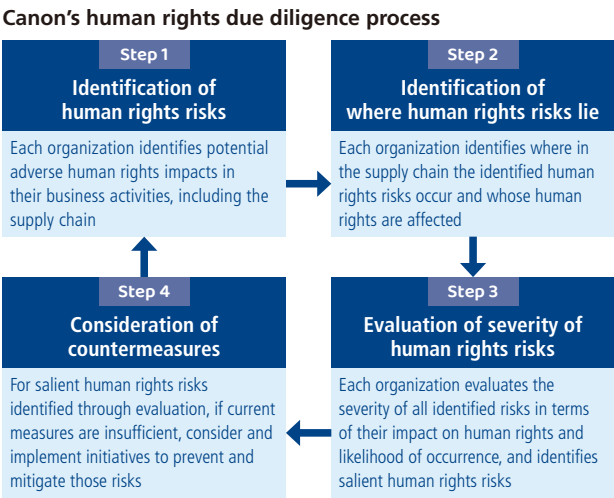 Canon’s human rights due diligence process
Step 1
Identification of
human rights risks
Each organization identifies potential
adverse human rights impacts in
their business activities, including the
supply chain
Step 2
Identification of
where human rights risks lie
Each organization identifies where in
the supply chain the identified human
rights risks occur and whose human
rights are affected
Step 3
Evaluation of severity of
human rights risks
Each organization evaluates the
severity of all identified risks in terms
of their impact on human rights and
likelihood of occurrence, and identifies
salient human rights risks
Step 4
Consideration of
countermeasures
For salient human rights risks
identified through evaluation, if current
measures are insufficient, consider and
implement initiatives to prevent and
mitigate those risks